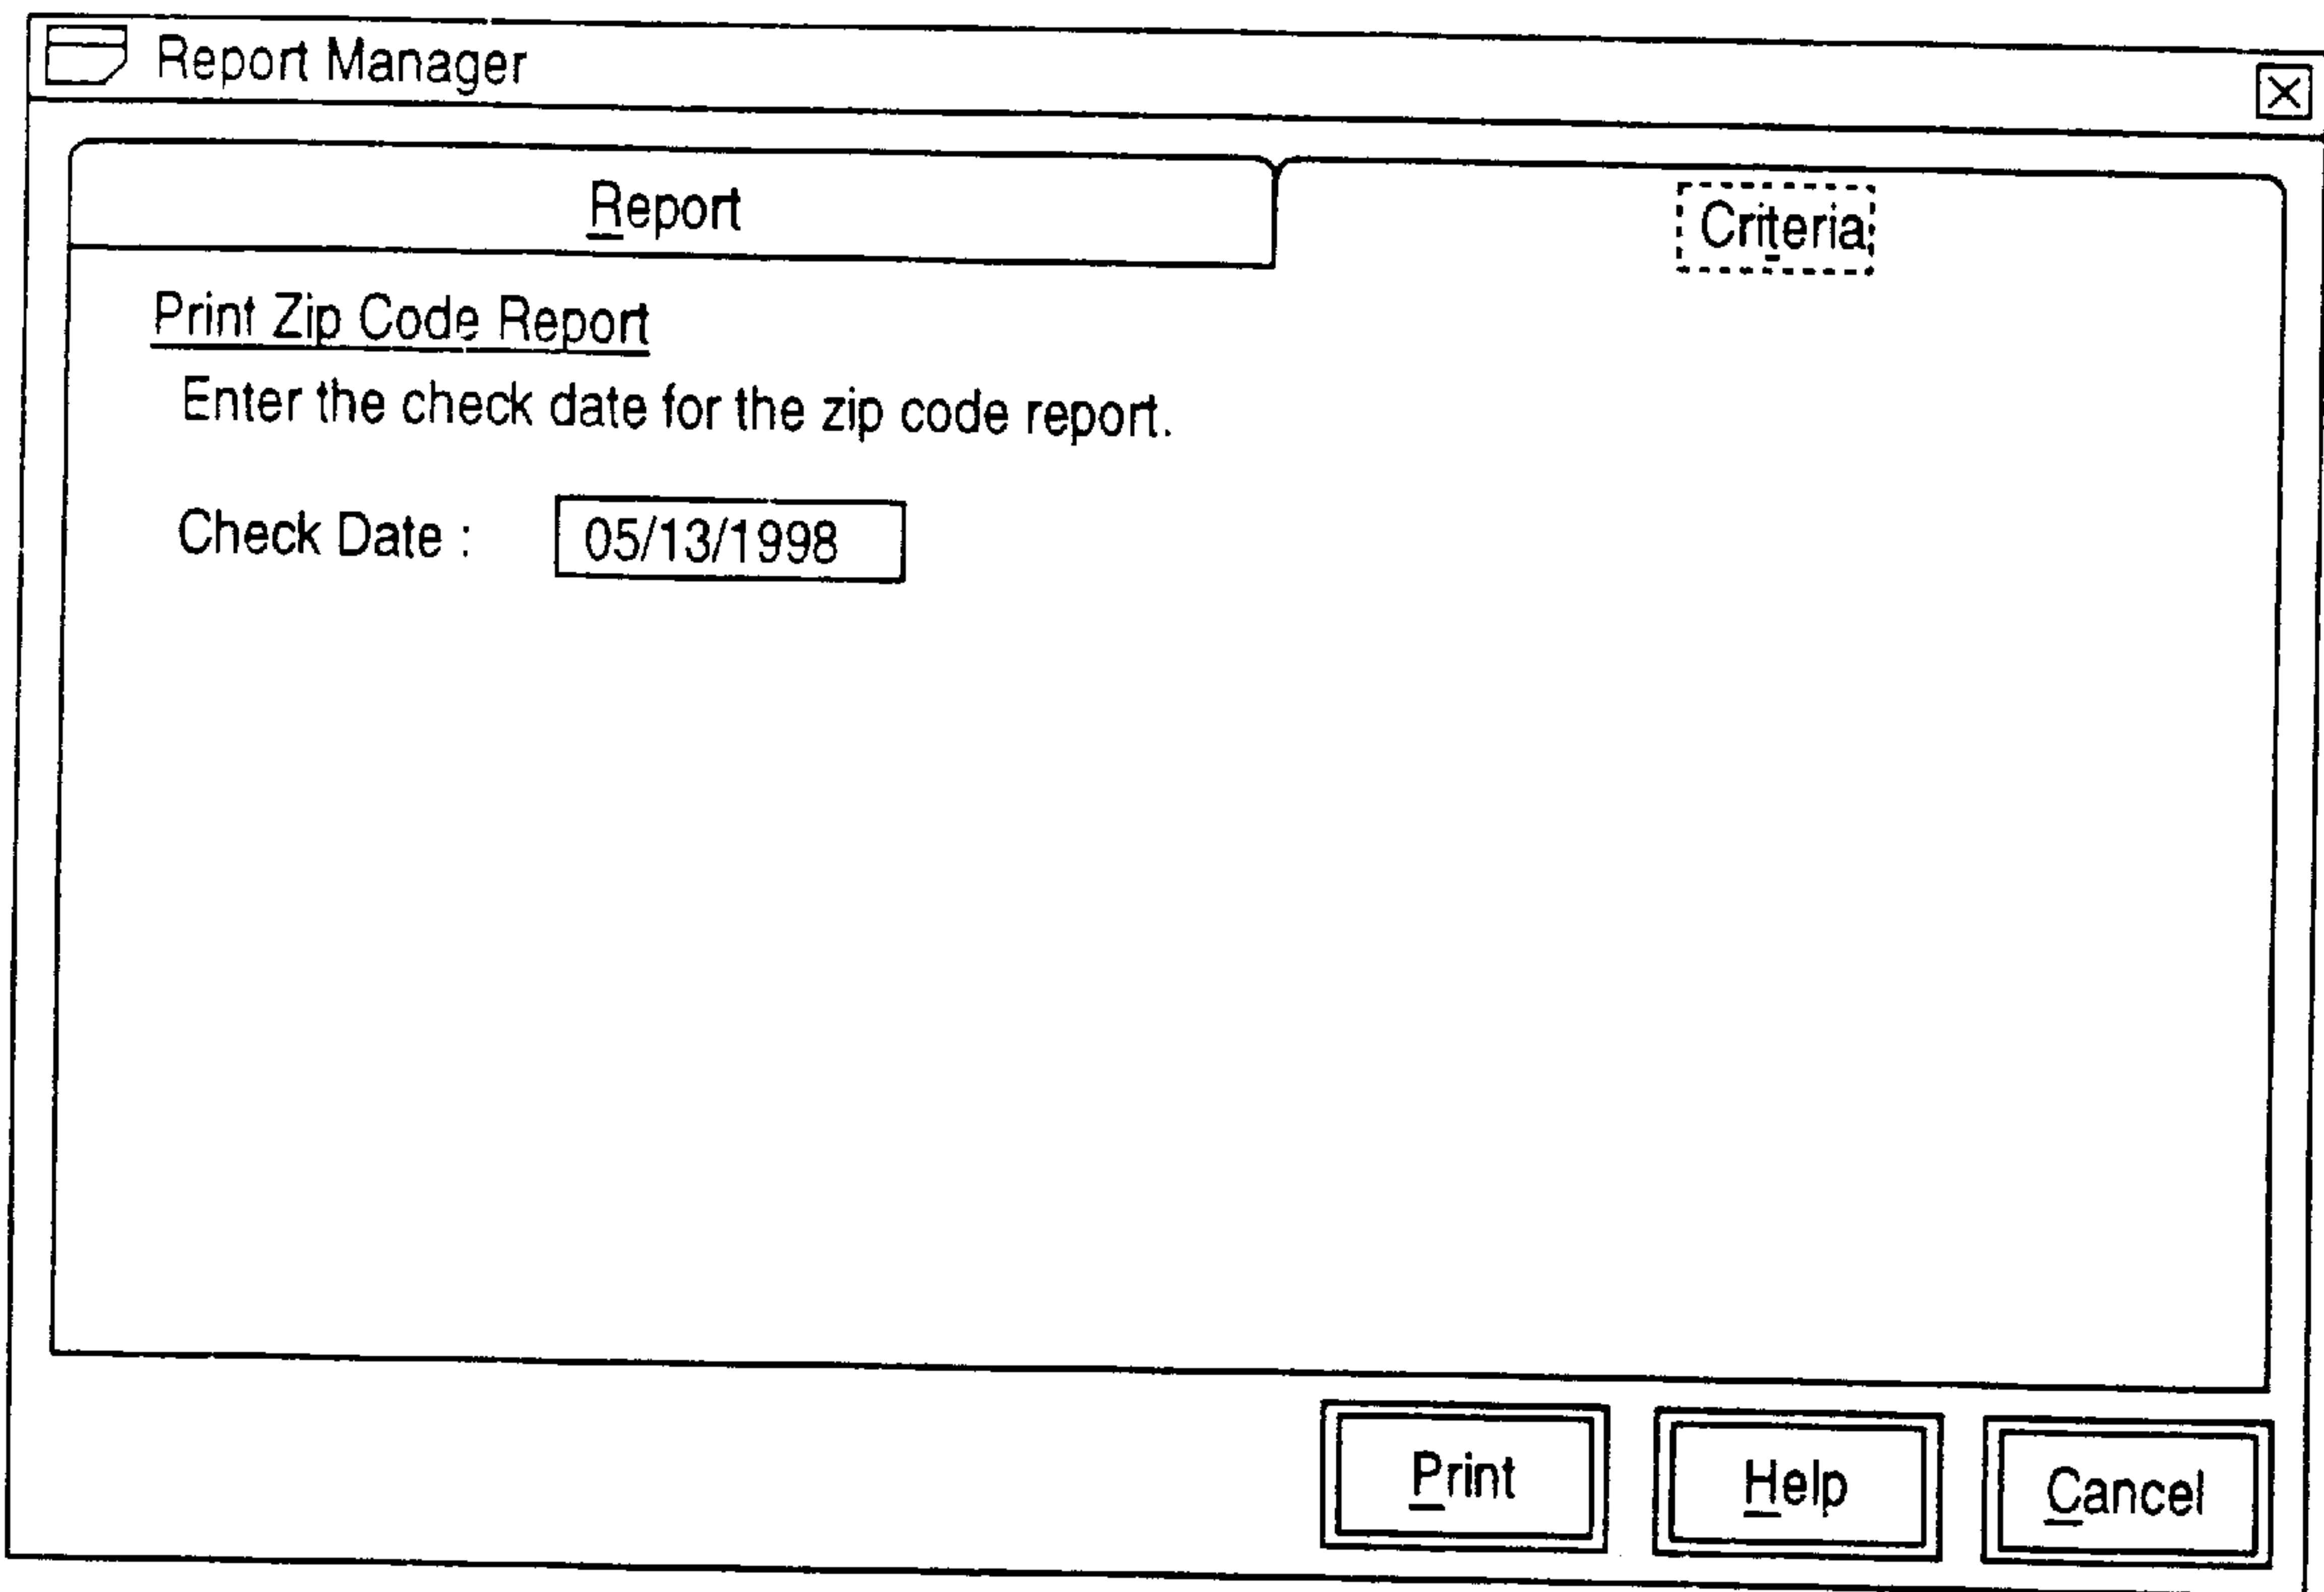 Report Manager
Report
Criteria
Print Zip Code Report
Enter the check date for the zip code report.
Check Date :
05/13/1998
Print
Help
Cancel